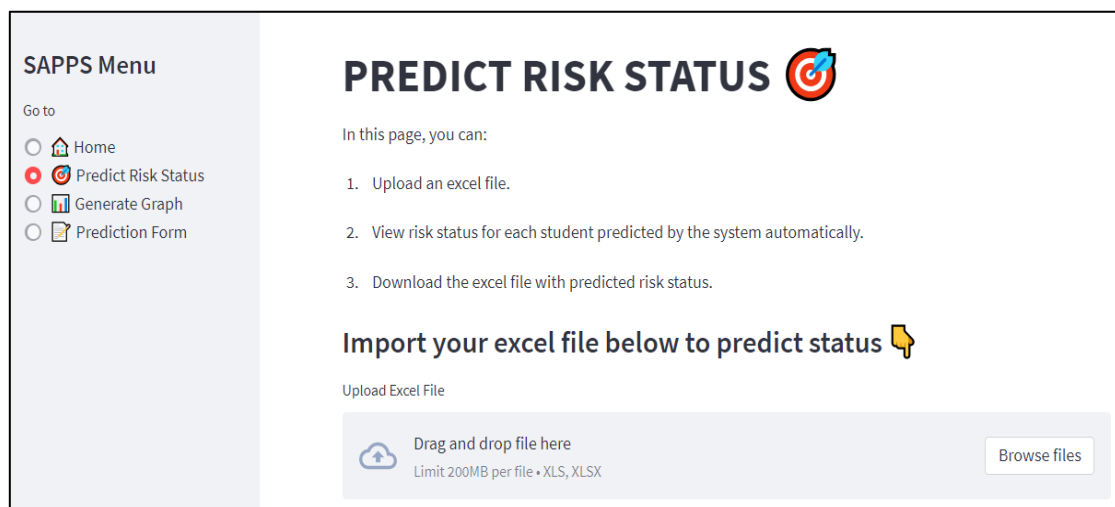 SAPPS Menu
Go to
🏠 Home
🎯 Predict Risk Status
📊 Generate Graph
📝 Prediction Form
PREDICT RISK STATUS 🎯
In this page, you can:
1. Upload an excel file.
2. View risk status for each student predicted by the system automatically.
3. Download the excel file with predicted risk status.
Import your excel file below to predict status 👇
Upload Excel File
Drag and drop file here
Limit 200MB per file • XLS, XLSX
Browse files